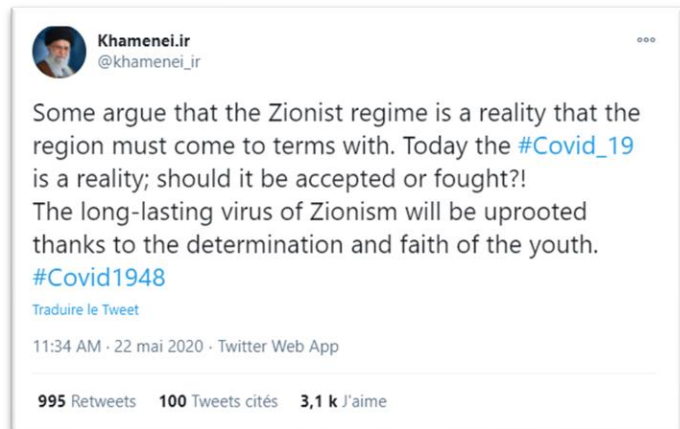 Khamenei.ir
@khamenei_ir
Some argue that the Zionist regime is a reality that the
region must come to terms with. Today the #Covid_19
is a reality; should it be accepted or fought?!
The long-lasting virus of Zionism will be uprooted
thanks to the determination and faith of the youth.
#Covid1948
Traduire le Tweet
11:34 AM · 22 mai 2020 · Twitter Web App
995 Retweets 100 Tweets cités 3,1 k J'aime